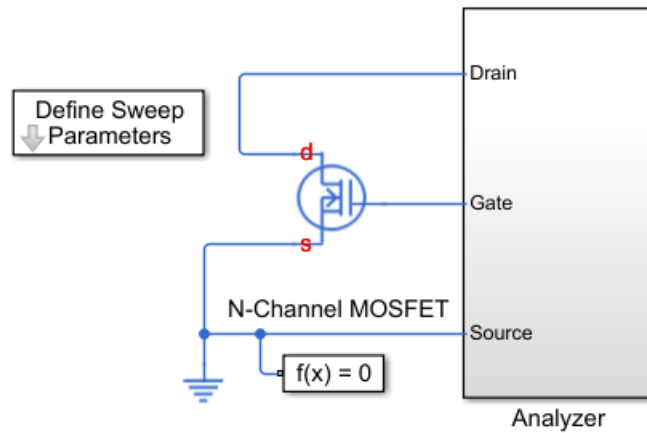 Drain
Define Sweep
Parameters
d
Gate
s
N-Channel MOSFET
Source
f(x) = 0
Analyzer